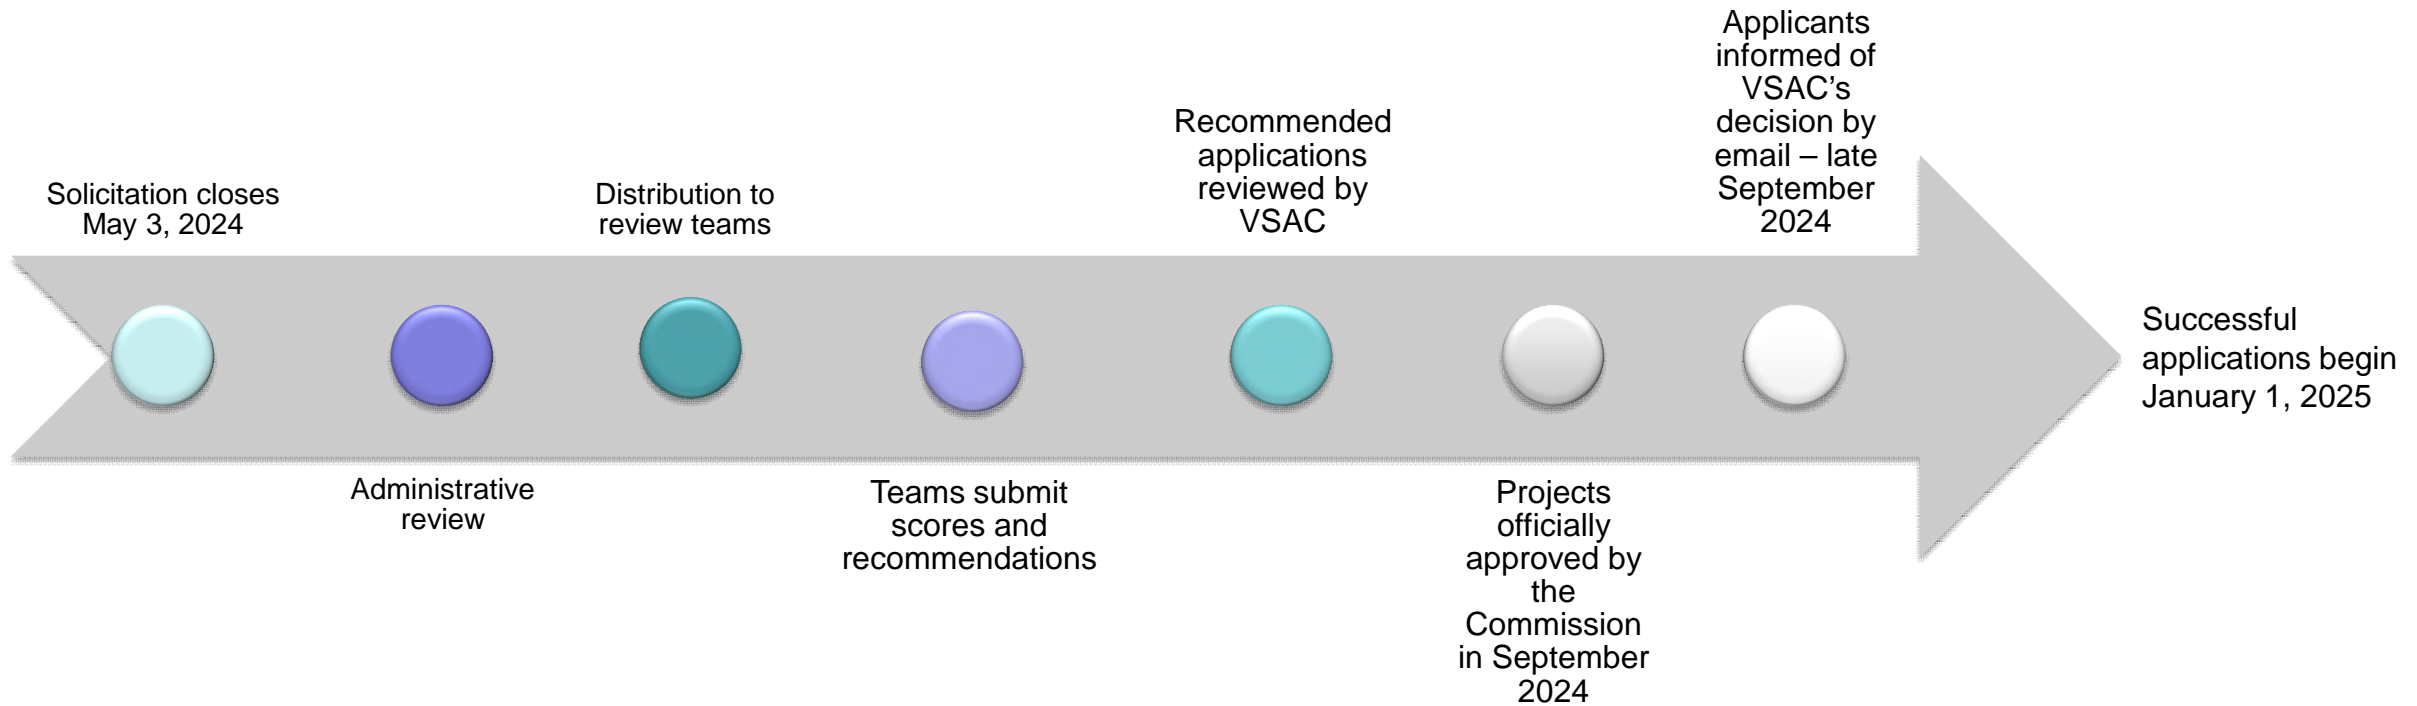 Solicitation closes
May 3, 2024
Administrative
review
Distribution to
review teams
Teams submit
scores and
recommendations
Recommended
applications
reviewed by
VSAC
Projects
officially
approved by
the
Commission
in September
2024
Applicants
informed of
VSAC’s
decision by
email – late
September
2024
Successful
applications begin
January 1, 2025